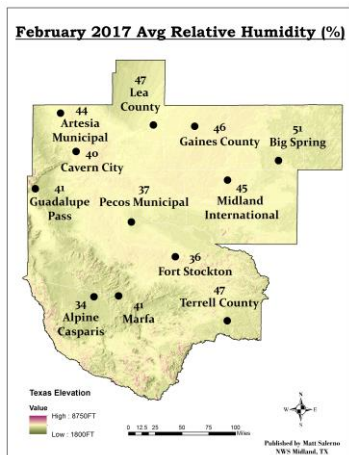 February 2017 Avg Relative Humidity (%)
47
Lea
County
44
Artesia
Municipal
46
Gaines County
51
Big Spring
40
Cavern City
41
Guadalupe
Pass
37
Pecos Municipal
45
Midland
International
36
Fort Stockton
34
Alpine
Casparis
41
Marfa
47
Terrell County
Texas Elevation
Value
High : 8750FT
Low : 1800FT
0 12.5 25 50 75 100
Miles
N
W E
S
Published by Matt Salerno
NWS Midland, TX